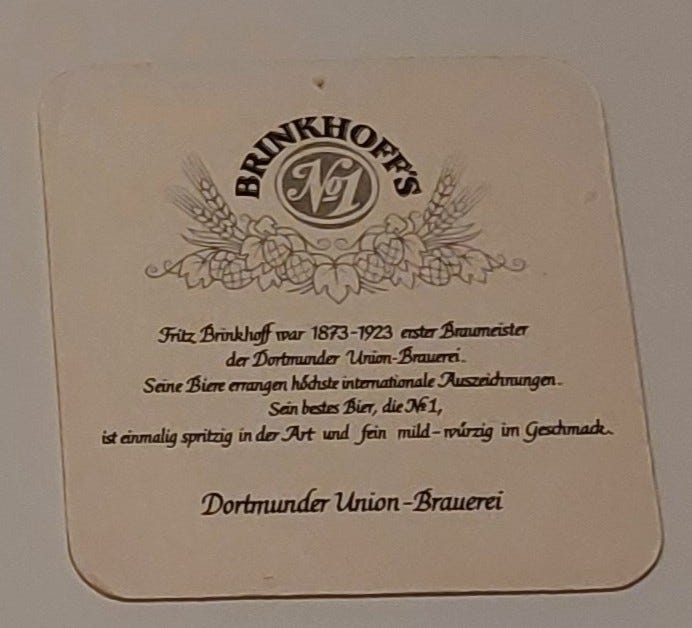 BRINKHOFF'S
No1
Fritz Brinkhoff war 1873-1923 erster Braumeister
der Dortmunder Union-Brauerei.
Seine Biere errangen höchste internationale Auszeichnungen.
Sein bestes Bier, die No 1,
ist einmalig spritzig in der Art und fein mild-würzig im Geschmack.
Dortmunder Union-Brauerei